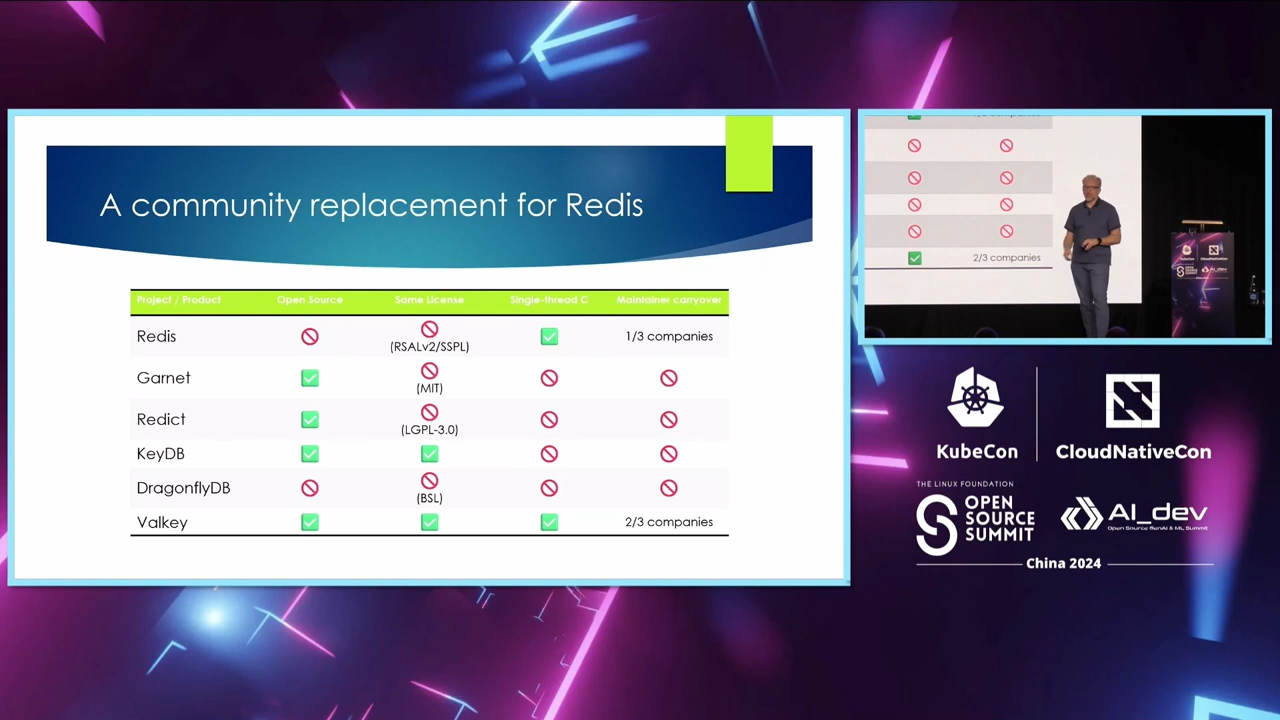 A community replacement for Redis
Project / Product Open Source Same License Single-thread C Maintainer carryover
Redis 1/3 companies
(RSALv2/SSPL)
Garnet
(MIT)
Redict
(LGPL-3.0)
KeyDB
DragonflyDB
(BSL)
Valkey 2/3 companies
2/3 companies
KubeCon CloudNativeCon
THE LINUX FOUNDATION
OPEN
SOURCE
SUMMIT
AI_dev
Open Source GenAI & ML Summit
China 2024